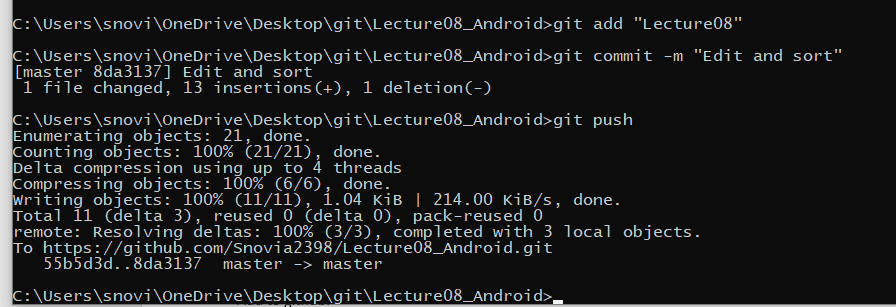 C:\Users\snovi\OneDrive\Desktop\git\Lecture08_Android>git add "Lecture08"
C:\Users\snovi\OneDrive\Desktop\git\Lecture08_Android>git commit -m "Edit and sort"
[master 8da3137] Edit and sort
 1 file changed, 13 insertions(+), 1 deletion(-)
C:\Users\snovi\OneDrive\Desktop\git\Lecture08_Android>git push
Enumerating objects: 21, done.
Counting objects: 100% (21/21), done.
Delta compression using up to 4 threads
Compressing objects: 100% (6/6), done.
Writing objects: 100% (11/11), 1.04 KiB | 214.00 KiB/s, done.
Total 11 (delta 3), reused 0 (delta 0), pack-reused 0
remote: Resolving deltas: 100% (3/3), completed with 3 local objects.
To https://github.com/Snovia2398/Lecture08_Android.git
   55b5d3d..8da3137  master -> master
C:\Users\snovi\OneDrive\Desktop\git\Lecture08_Android>